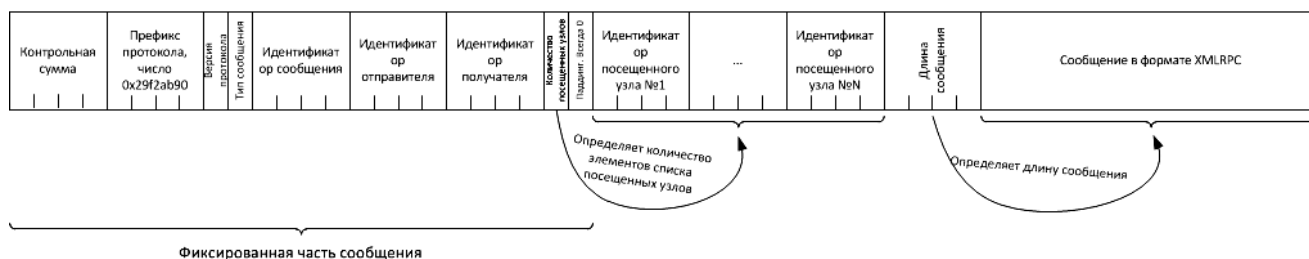 Контрольная
сумма
Префикс
протокола,
число
0x29f2ab90
Версия
протокола
Тип сообщения
Идентификат
ор сообщения
Идентификат
ор
отправителя
Идентификат
ор
получателя
Количество
посещенных узлов
Паддинг. Всегда 0
Идентификат
ор
посещенного
узла №1
...
Идентификат
ор
посещенного
узла №N
Длина
сообщения
Сообщение в формате XMLRPC
Определяет количество
элементов списка
посещенных узлов
Определяет длину сообщения
Фиксированная часть сообщения